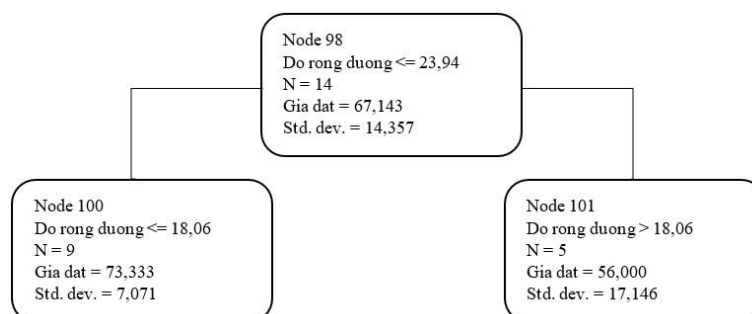 Node 98
Do rong duong <= 23,94
N = 14
Gia dat = 67,143
Std. dev. = 14,357
Node 100
Do rong duong <= 18,06
N = 9
Gia dat = 73,333
Std. dev. = 7,071
Node 101
Do rong duong > 18,06
N = 5
Gia dat = 56,000
Std. dev. = 17,146